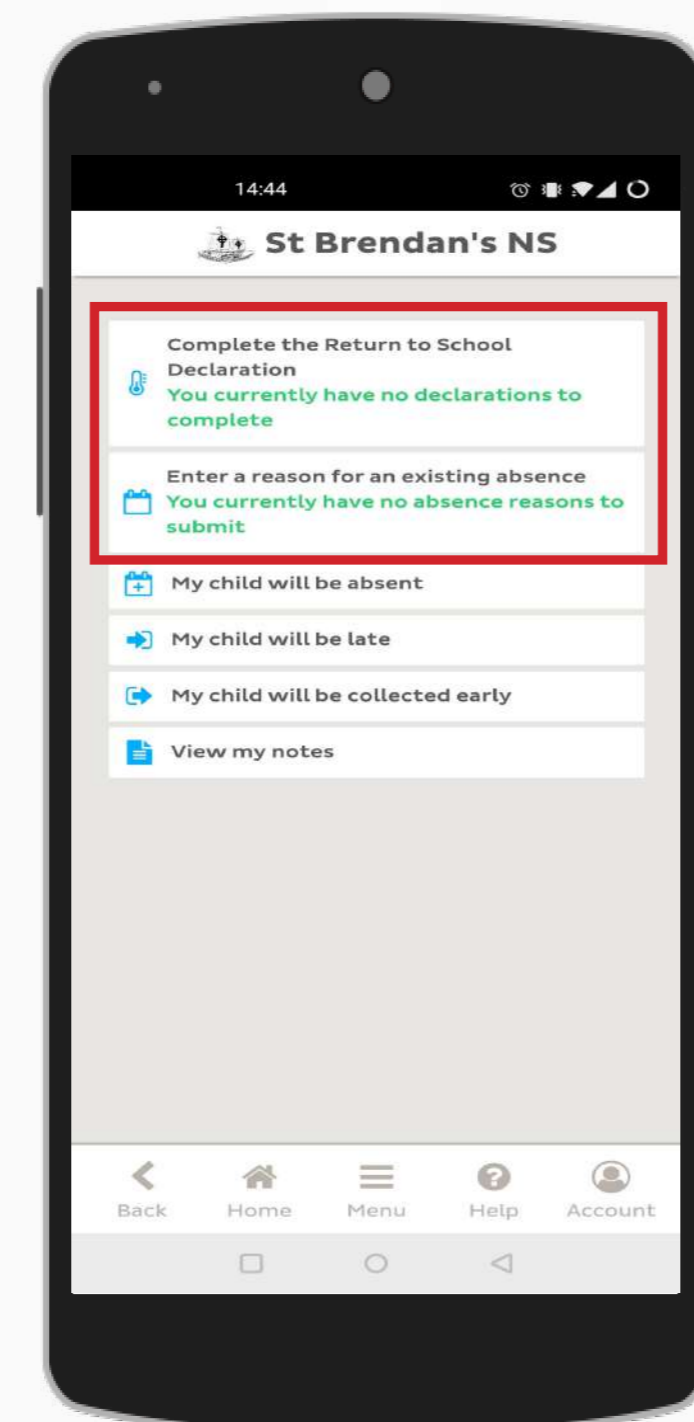 14:44
St Brendan's NS
Complete the Return to School
Declaration
You currently have no declarations to
complete
Enter a reason for an existing absence
You currently have no absence reasons to
submit
My child will be absent
My child will be late
My child will be collected early
View my notes
Back Home Menu Help Account